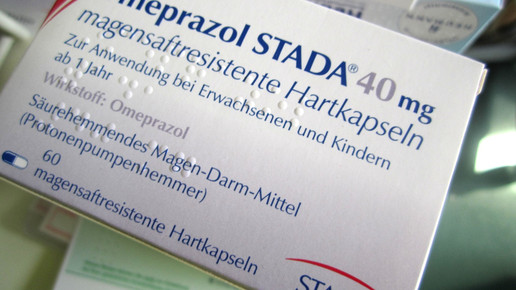 meprazol STADA® 40 mg
magensaftresistente Hartkapseln
Zur Anwendung bei Erwachsenen und Kindern
ab 1 Jahr
Wirkstoff: Omeprazol
Säurehemmendes Magen-Darm-Mittel
(Protonenpumpenhemmer)
60
magensaftresistente Hartkapseln
STA